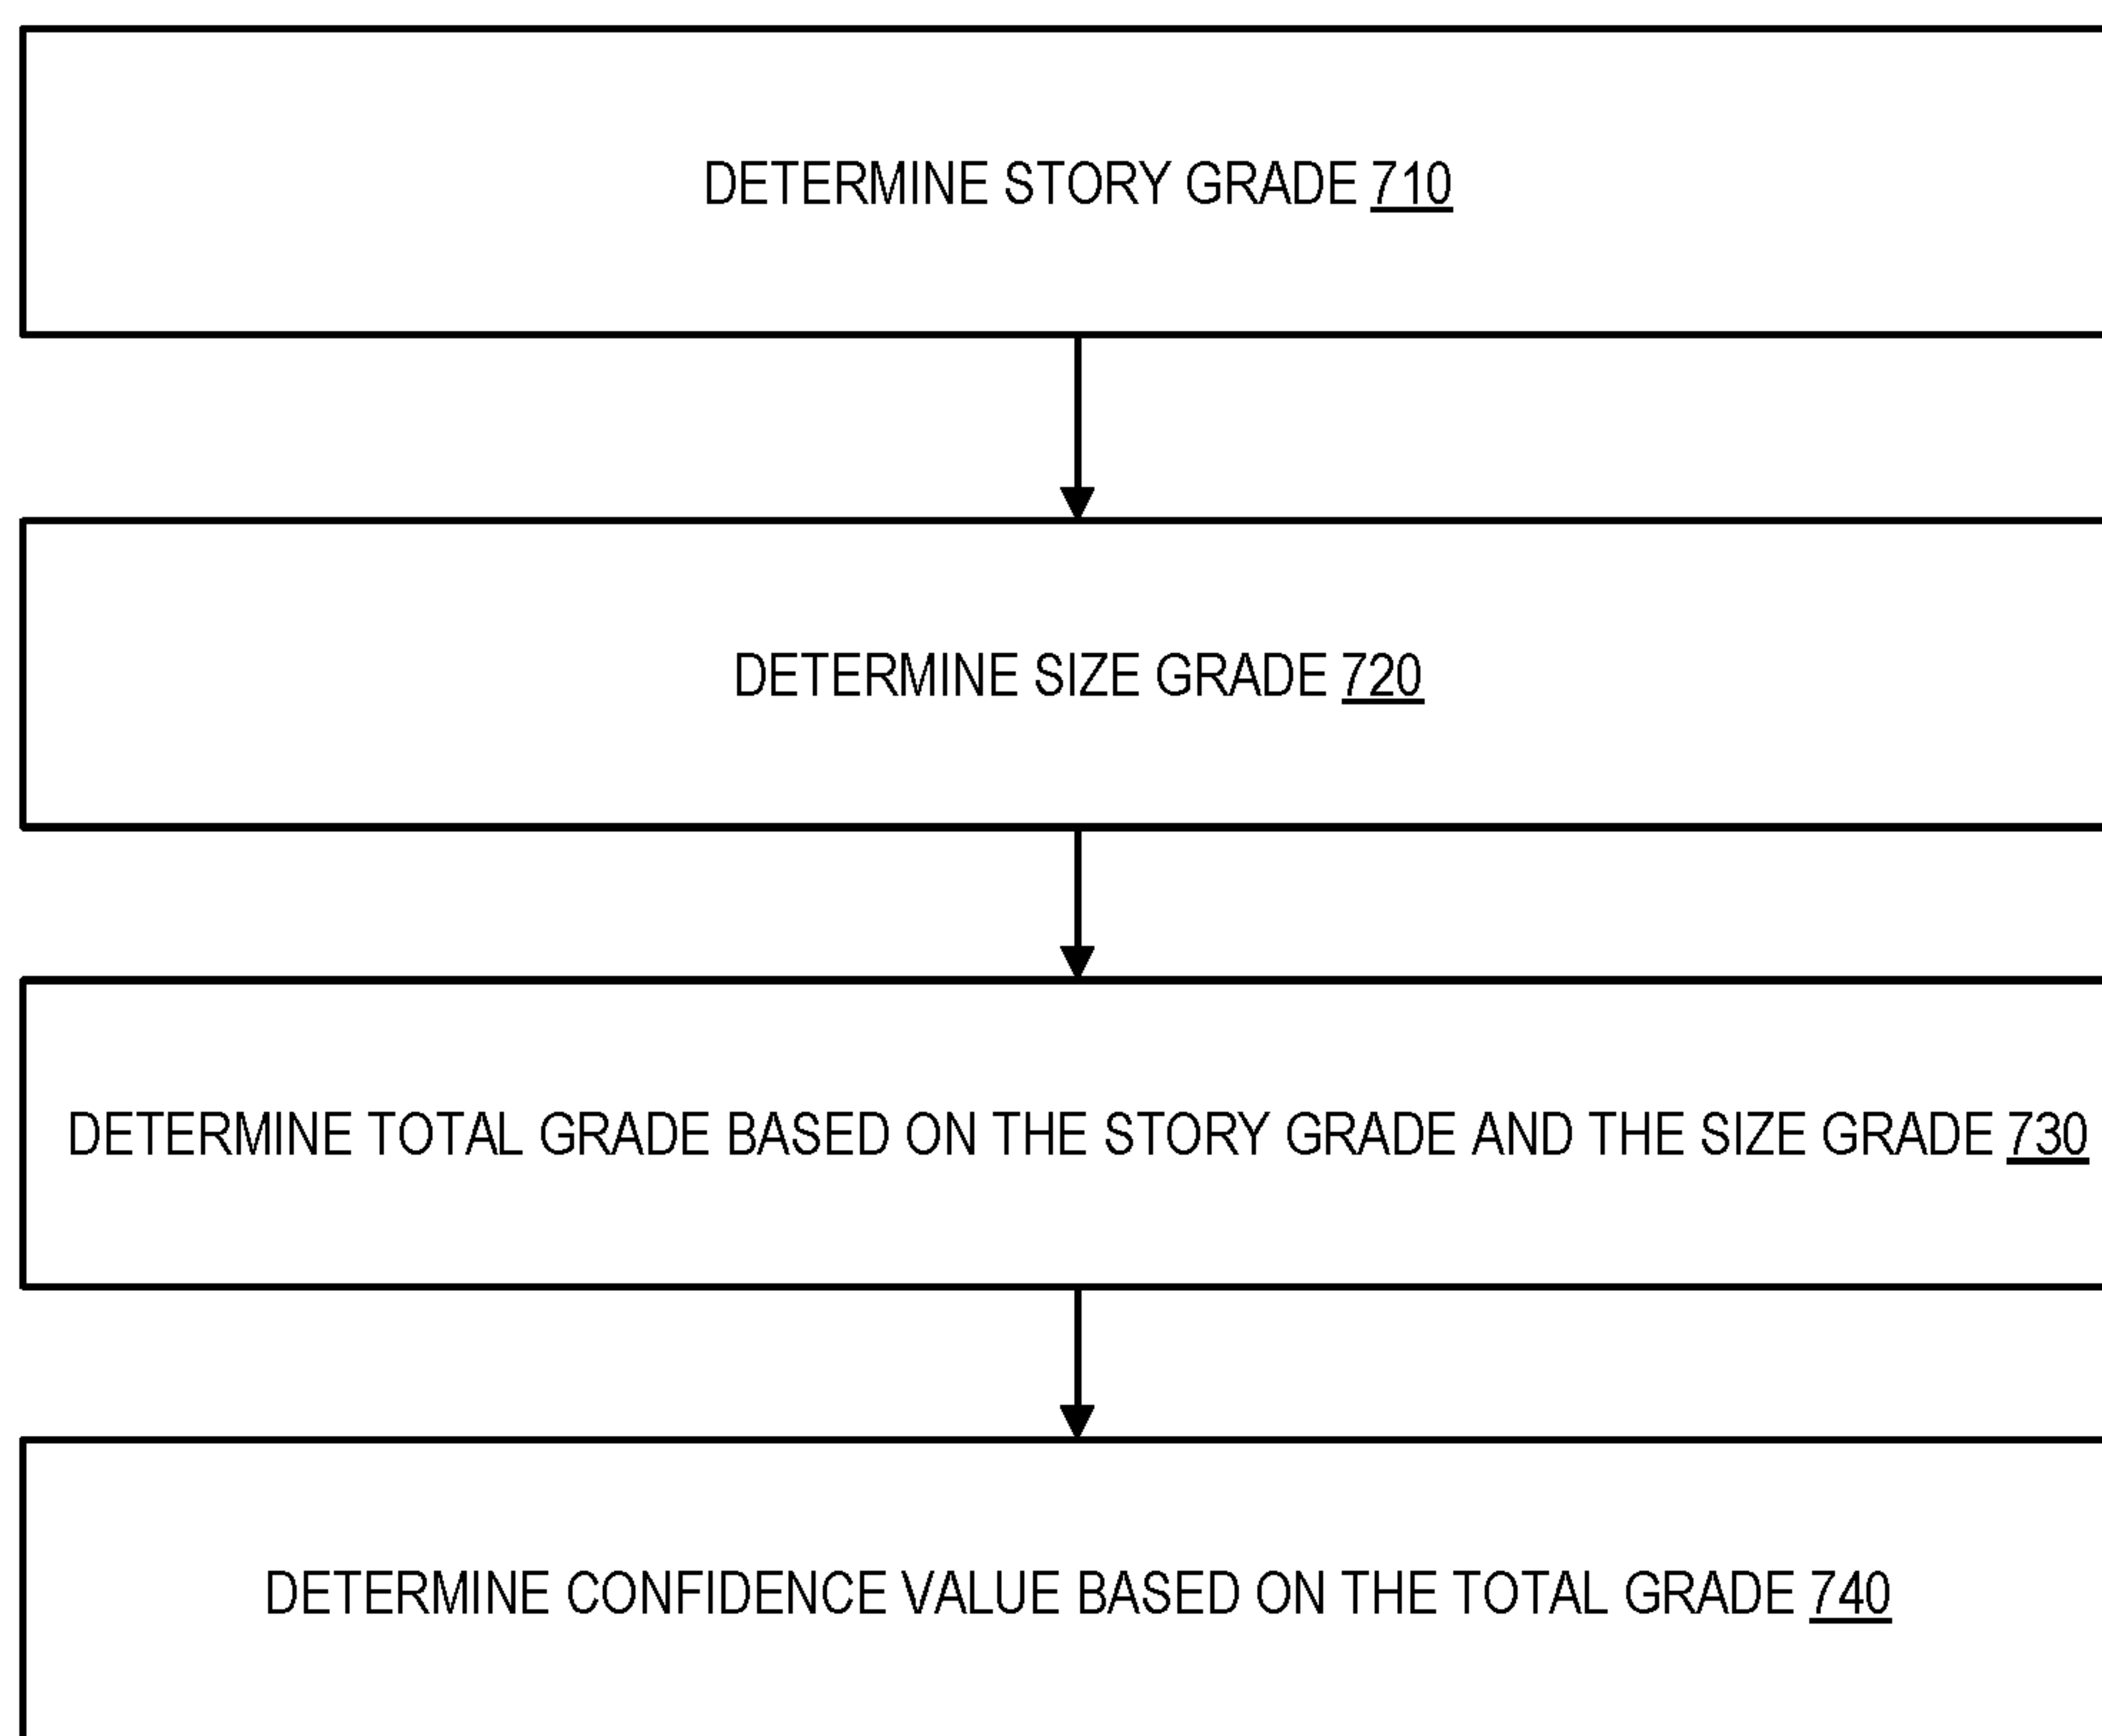 DETERMINE STORY GRADE 710
DETERMINE SIZE GRADE 720
DETERMINE TOTAL GRADE BASED ON THE STORY GRADE AND THE SIZE GRADE 730
DETERMINE CONFIDENCE VALUE BASED ON THE TOTAL GRADE 740